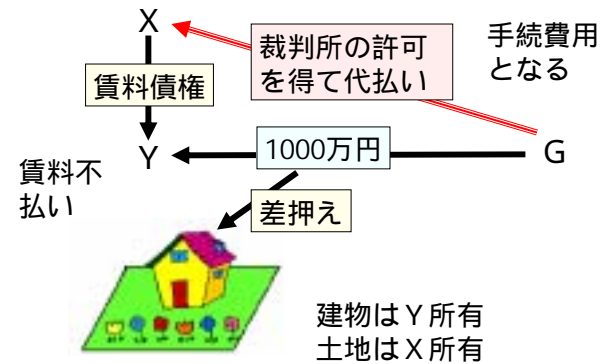 X
裁判所の許可
を得て代払い
手続費用
となる
賃料債権
Y
1000万円
G
賃料不
払い
差押え
建物はＹ所有
土地はＸ所有